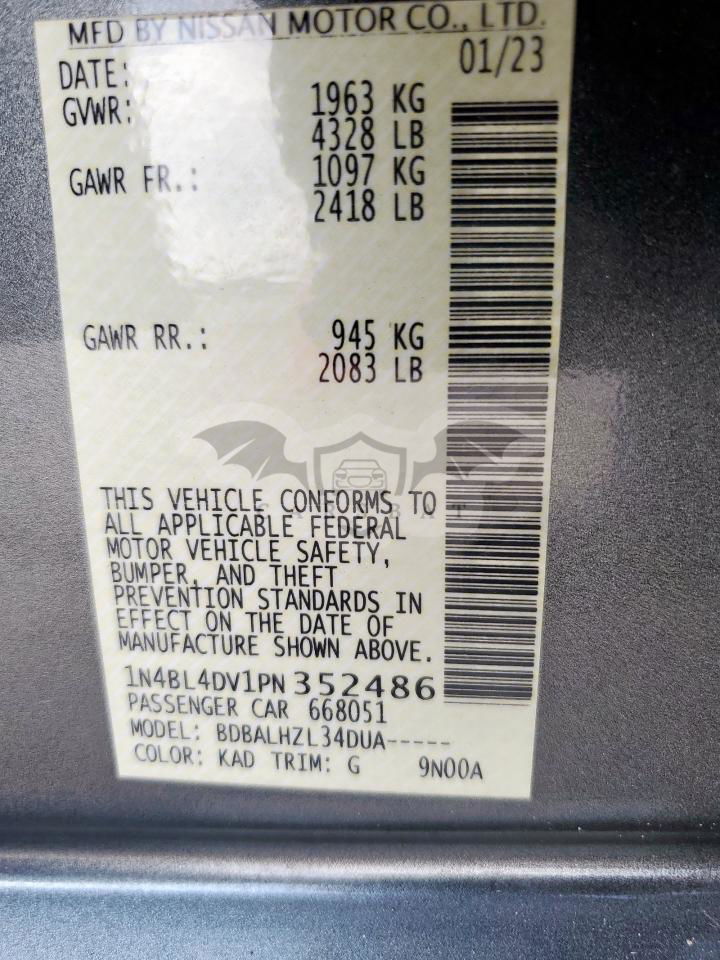 MFD BY NISSAN MOTOR CO., LTD.
DATE: 01/23
GVWR: 1963 KG
4328 LB
GAWR FR.: 1097 KG
2418 LB
GAWR RR.: 945 KG
2083 LB
THIS VEHICLE CONFORMS TO
ALL APPLICABLE FEDERAL
MOTOR VEHICLE SAFETY,
BUMPER, AND THEFT
PREVENTION STANDARDS IN
EFFECT ON THE DATE OF
MANUFACTURE SHOWN ABOVE.
1N4BL4DV1PN352486
PASSENGER CAR 668051
MODEL: BDBALHZL34DUA-----
COLOR: KAD TRIM: G 9N00A